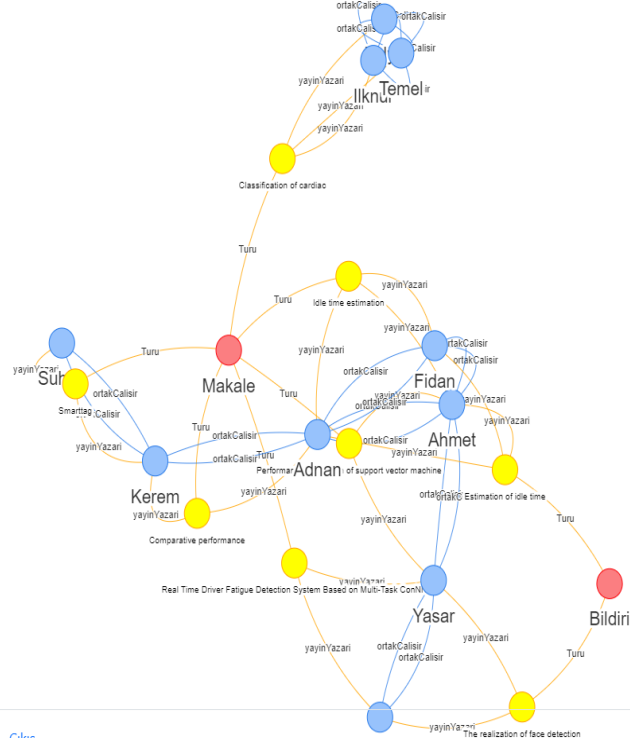 ortakCalisir
ortakCalisir
Calisir
yayinYazari
Temel
Ilknur
yayinYazari
yayinYazari
Classification of cardiac
Turu
yayinYazari
Turu
Idle time estimation
yayinYazari
rtakCalisir
yayinYazari
Turu
ortakCalisir
yayinYazari
Suh
ortakCalisir
Fidan
Makale
ortakCalisir
Turu
yayinYazari
yayinYazari
ortakCalisir
Smarttag
Calisir
yayinYazari
Turu
ortakCalisir
ortakCalisir
Ahmet
yayinYazari
yayinYazari
ortakCalisir
Turu
Adnan
of support vector machine
Kerem
yayinYazari
Estimation of idle time
yayinYazari
yayinYazari
Turu
Comparative performance
yayinYazari
Real Time Driver Fatigue Detection System Based on Multi-Task ConN
Yasar
Bildiri
yayinYazari
yayinYazari
ortakCalisir
ortakCalisir
Turu
yayinYazari
The realization of face detection